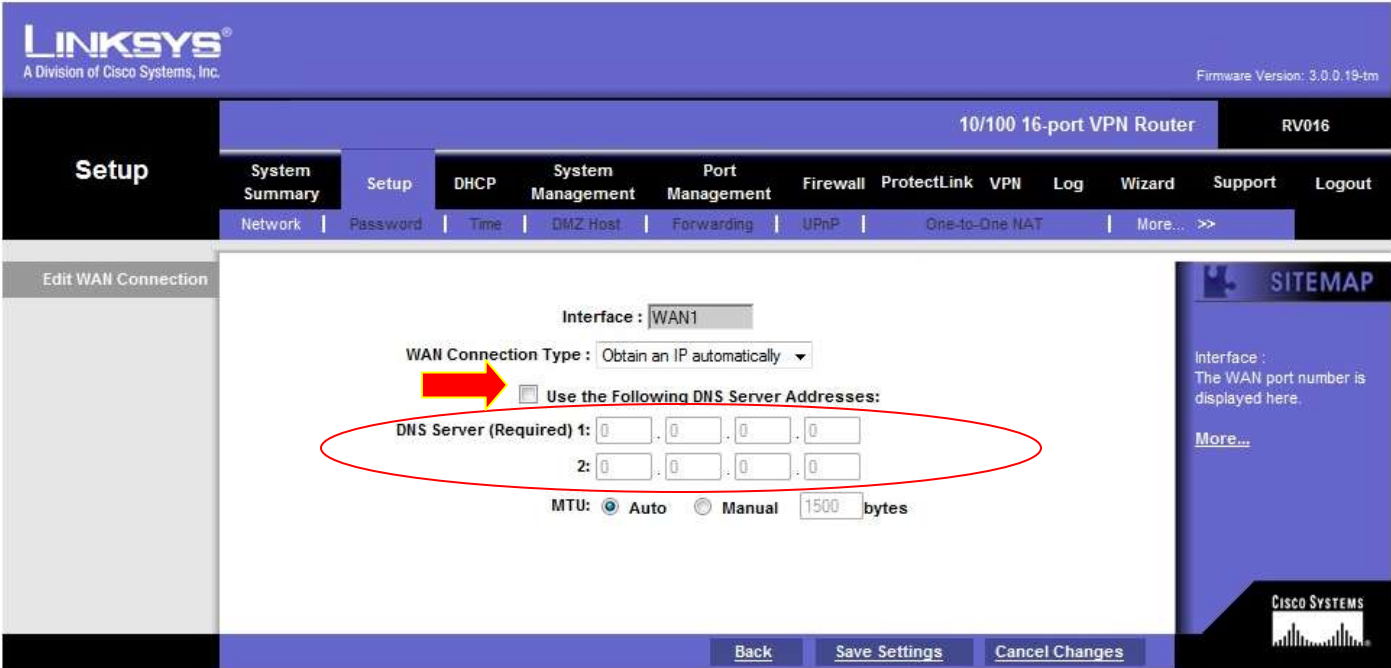 LINKSYS®
A Division of Cisco Systems, Inc.
Firmware Version: 3.0.0.19-tm
10/100 16-port VPN Router
RV016
Setup
System Summary
Setup
DHCP
System Management
Port Management
Firewall
ProtectLink
VPN
Log
Wizard
Support
Logout
Network | Password | Time | DMZ Host | Forwarding | UPnP | One-to-One NAT | More... >>
Edit WAN Connection
SITEMAP
Interface : WAN1
WAN Connection Type : Obtain an IP automatically
Use the Following DNS Server Addresses:
DNS Server (Required) 1: 0 . 0 . 0 . 0
2: 0 . 0 . 0 . 0
MTU: Auto Manual 1500 bytes
Interface :
The WAN port number is
displayed here.
More...
CISCO SYSTEMS
Back
Save Settings
Cancel Changes